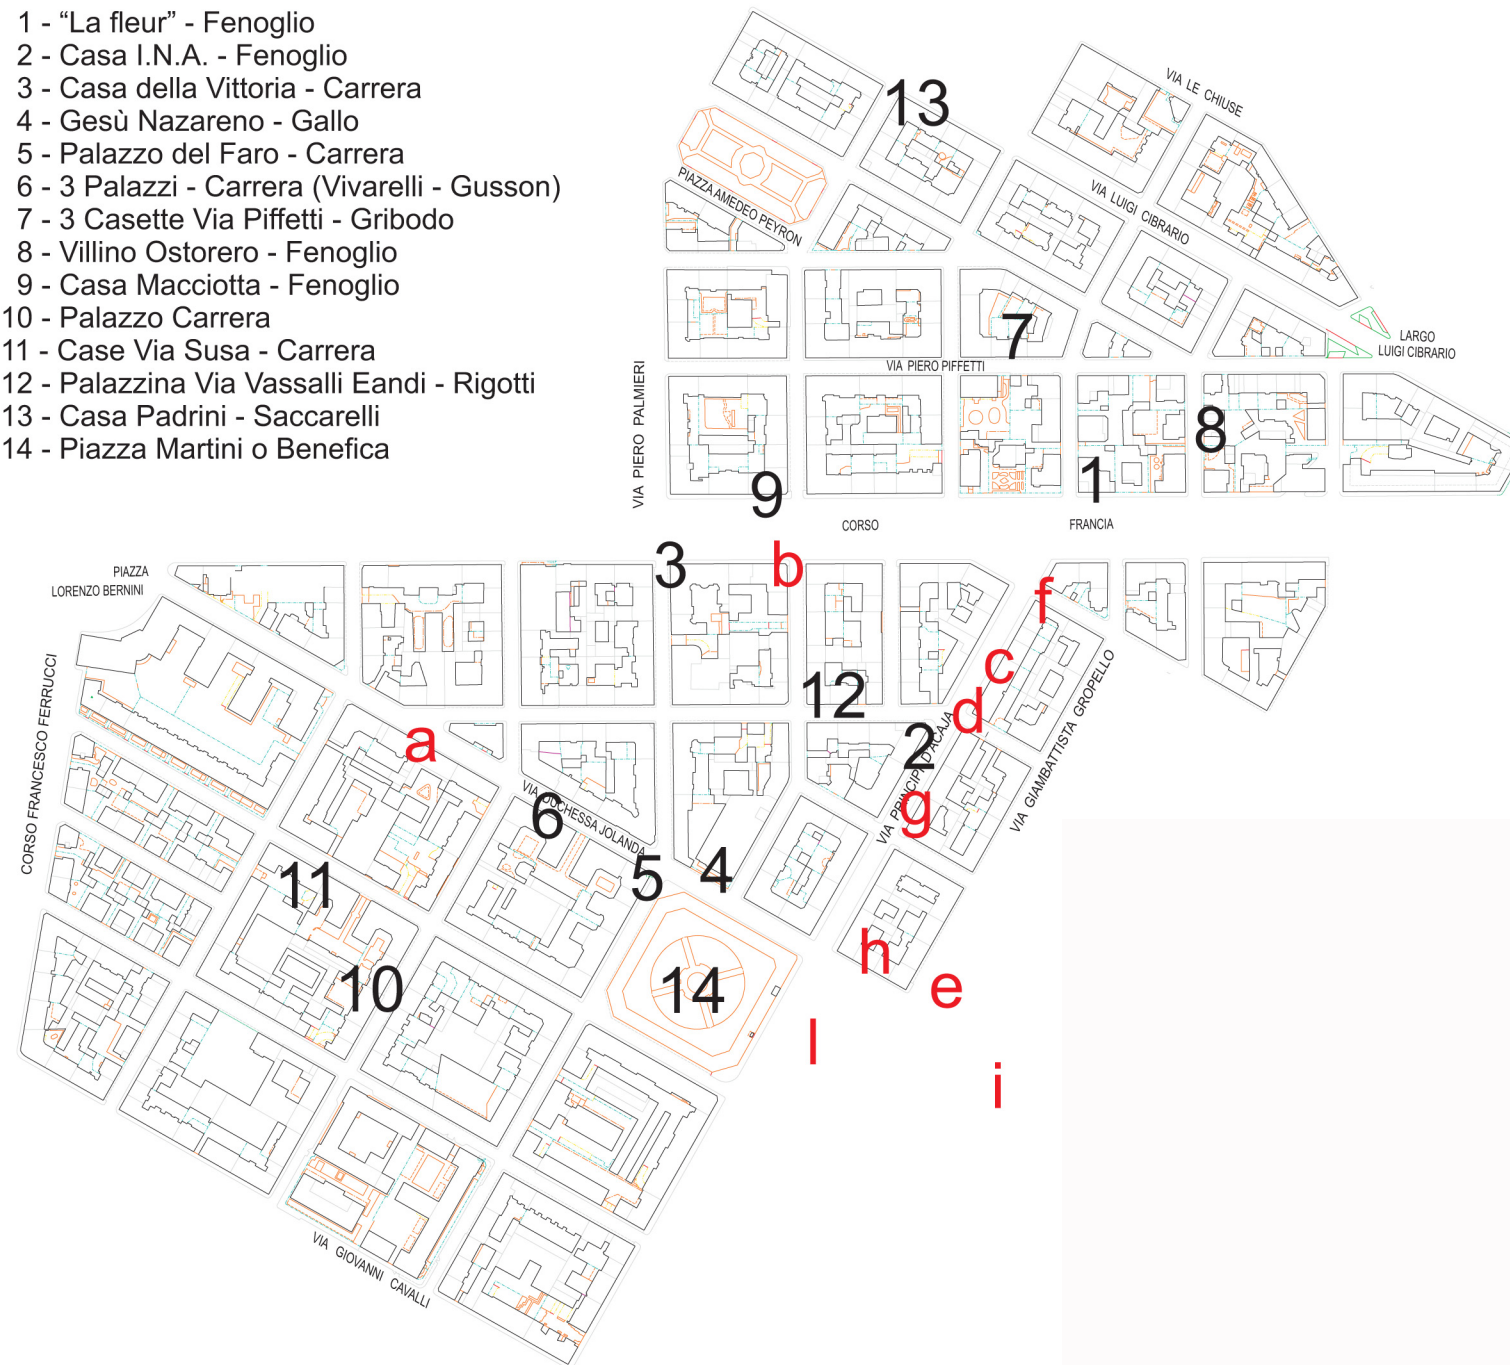 1 - “La fleur” - Fenoglio
2 - Casa I.N.A. - Fenoglio
3 - Casa della Vittoria - Carrera
4 - Gesù Nazareno - Gallo
5 - Palazzo del Faro - Carrera
6 - 3 Palazzi - Carrera (Vivarelli - Gusson)
7 - 3 Casette Via Piffetti - Gribodo
8 - Villino Ostorero - Fenoglio
9 - Casa Macciotta - Fenoglio
10 - Palazzo Carrera
11 - Case Via Susa - Carrera
12 - Palazzina Via Vassalli Eandi - Rigotti
13 - Casa Padrini - Saccarelli
14 - Piazza Martini o Benefica
13
VIA LE CHIUSE
PIAZZA AMEDEO PEYRON
VIA LUIGI CIBRARIO
7
LARGO
LUIGI CIBRARIO
VIA PIERO PIFFETTI
VIA PIERO PALMIERI
8
1
9
CORSO FRANCIA
3
b
PIAZZA
LORENZO BERNINI
f
c
12
d
CORSO FRANCESCO FERRUCCI
a
2
VIA PRINCIPI D'ACAJA
VIA GIAMBATTISTA GROPELLO
g
6
VIA DUCHESSA JOLANDA
5
4
11
h
10
14
e
l
i
VIA GIOVANNI CAVALLI